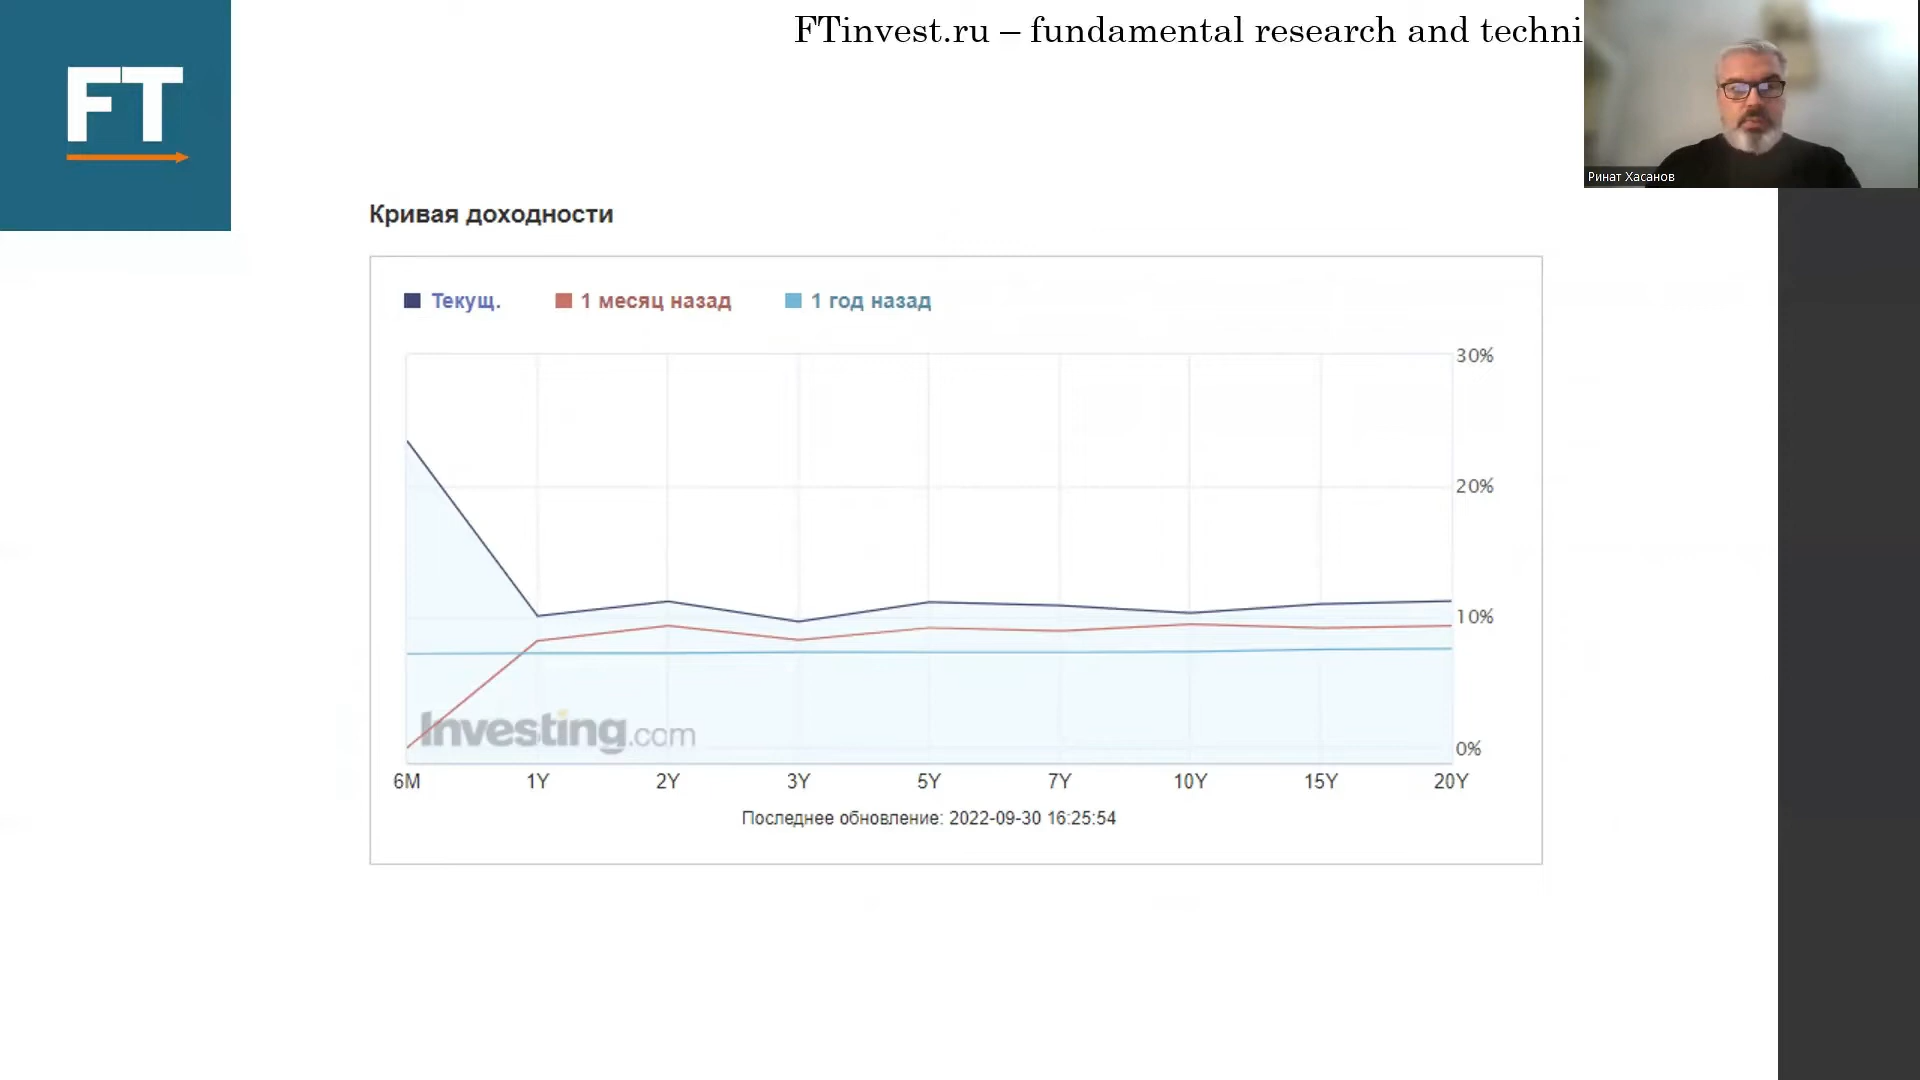 FT
FTinvest.ru – fundamental research and techni
Ринат Хасанов
Кривая доходности
Текущ.
1 месяц назад
1 год назад
30%
20%
10%
0%
Investing.com
6M 1Y 2Y 3Y 5Y 7Y 10Y 15Y 20Y
Последнее обновление: 2022-09-30 16:25:54